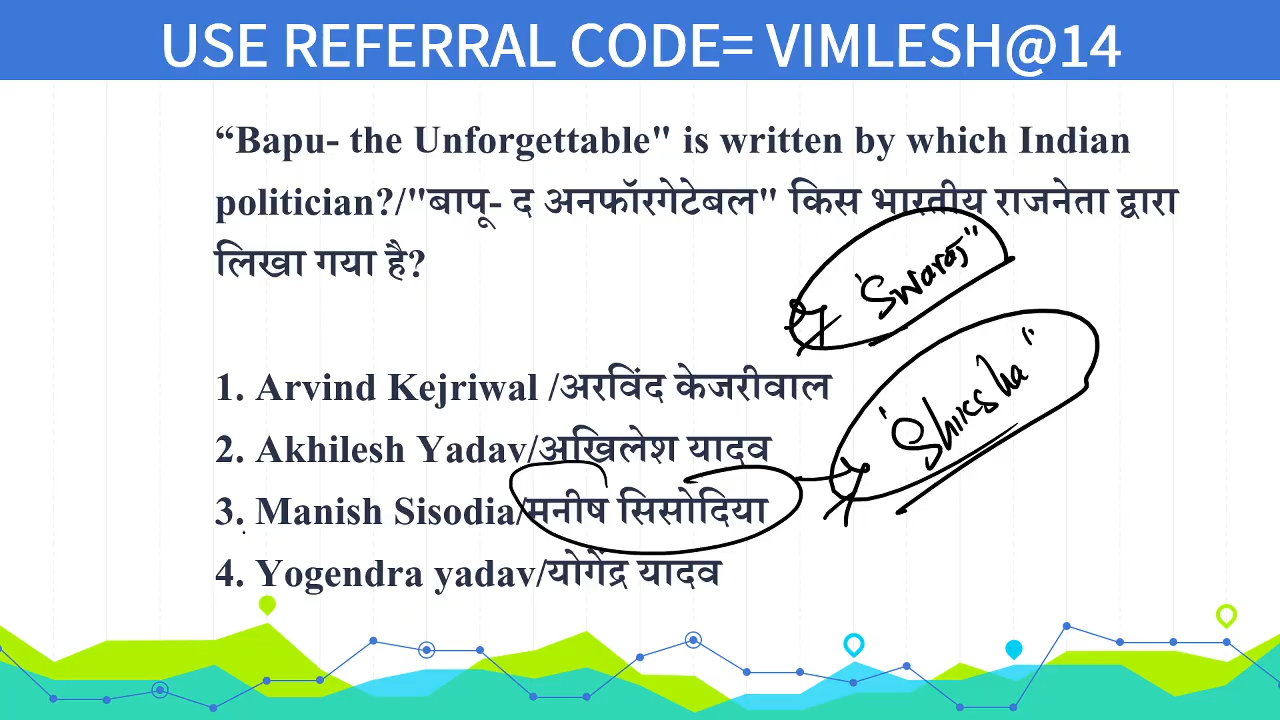 USE REFERRAL CODE= VIMLESH@14
“Bapu- the Unforgettable" is written by which Indian
politician?/"बापू- द अनफॉरगेटेबल" किस भारतीय राजनेता द्वारा
लिखा गया है?
'Swaraj"
1. Arvind Kejriwal /अरविंद केजरीवाल
'Shiksha"
2. Akhilesh Yadav/अखिलेश यादव
3. Manish Sisodia/मनीष सिसोदिया
4. Yogendra yadav/योगेंद्र यादव